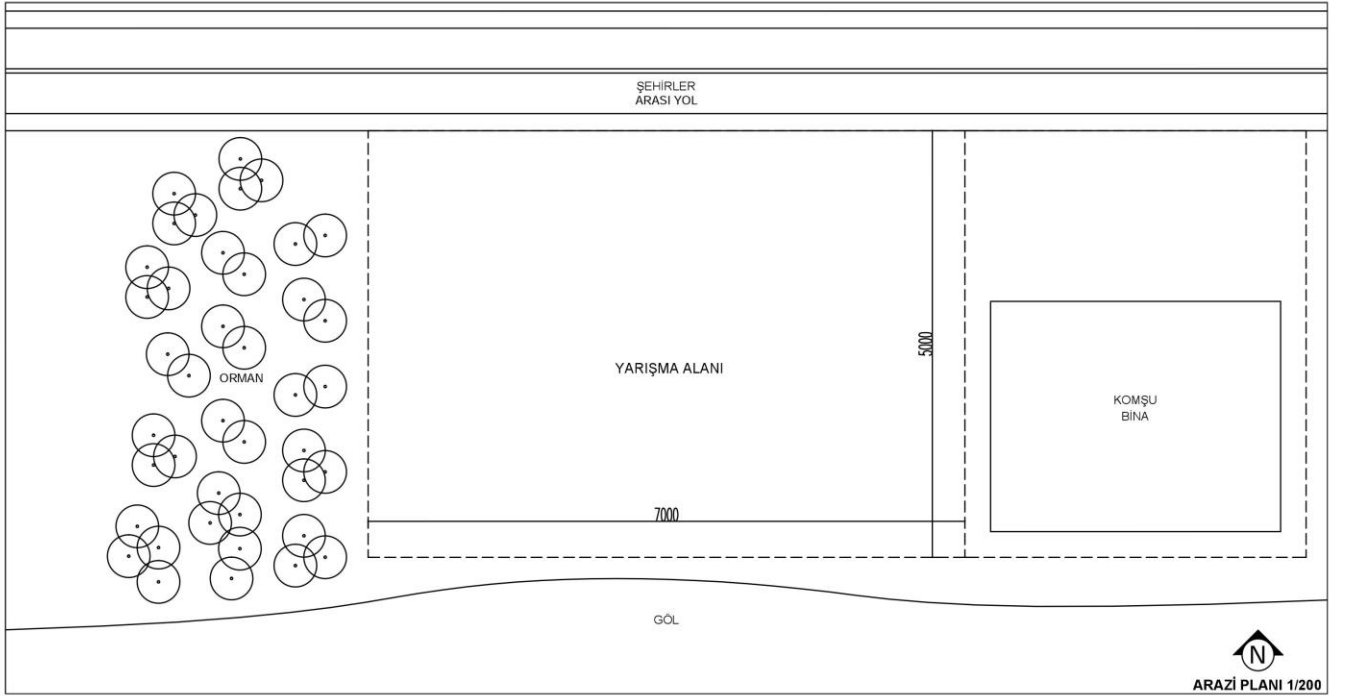 ŞEHİRLER
ARASI YOL
5000
YARIŞMA ALANI
ORMAN
KOMŞU
BİNA
7000
GÖL
N
ARAZİ PLANI 1/200